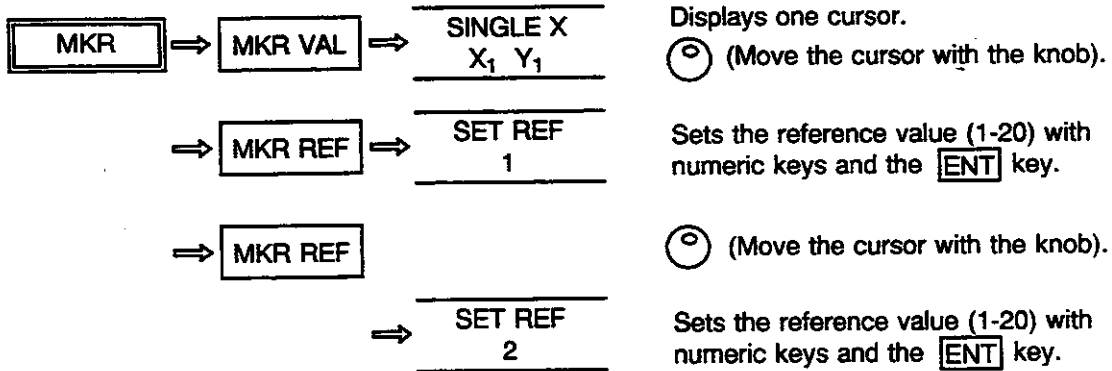 MKR MKR VAL SINGLE X Displays one cursor.
X₁ Y₁ (Move the cursor with the knob).
MKR REF SET REF Sets the reference value (1-20) with
1 numeric keys and the ENT key.
MKR REF (Move the cursor with the knob).
SET REF Sets the reference value (1-20) with
2 numeric keys and the ENT key.